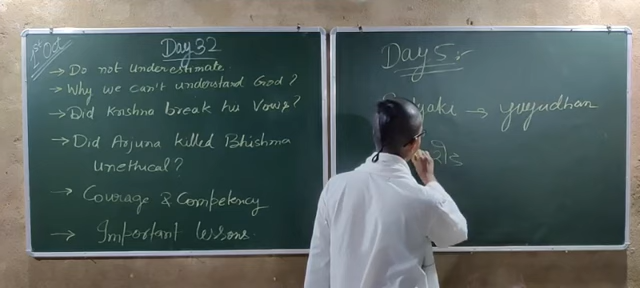 1st Oct
Day 32
→ Do not underestimate.
→ Why we can't understand God?
→ Did Krishna break his Vows?
→ Did Arjuna killed Bhishma
unethical?
→ Courage & Competency
→ Important lessons.
Day 5:-
→ yuyudhan